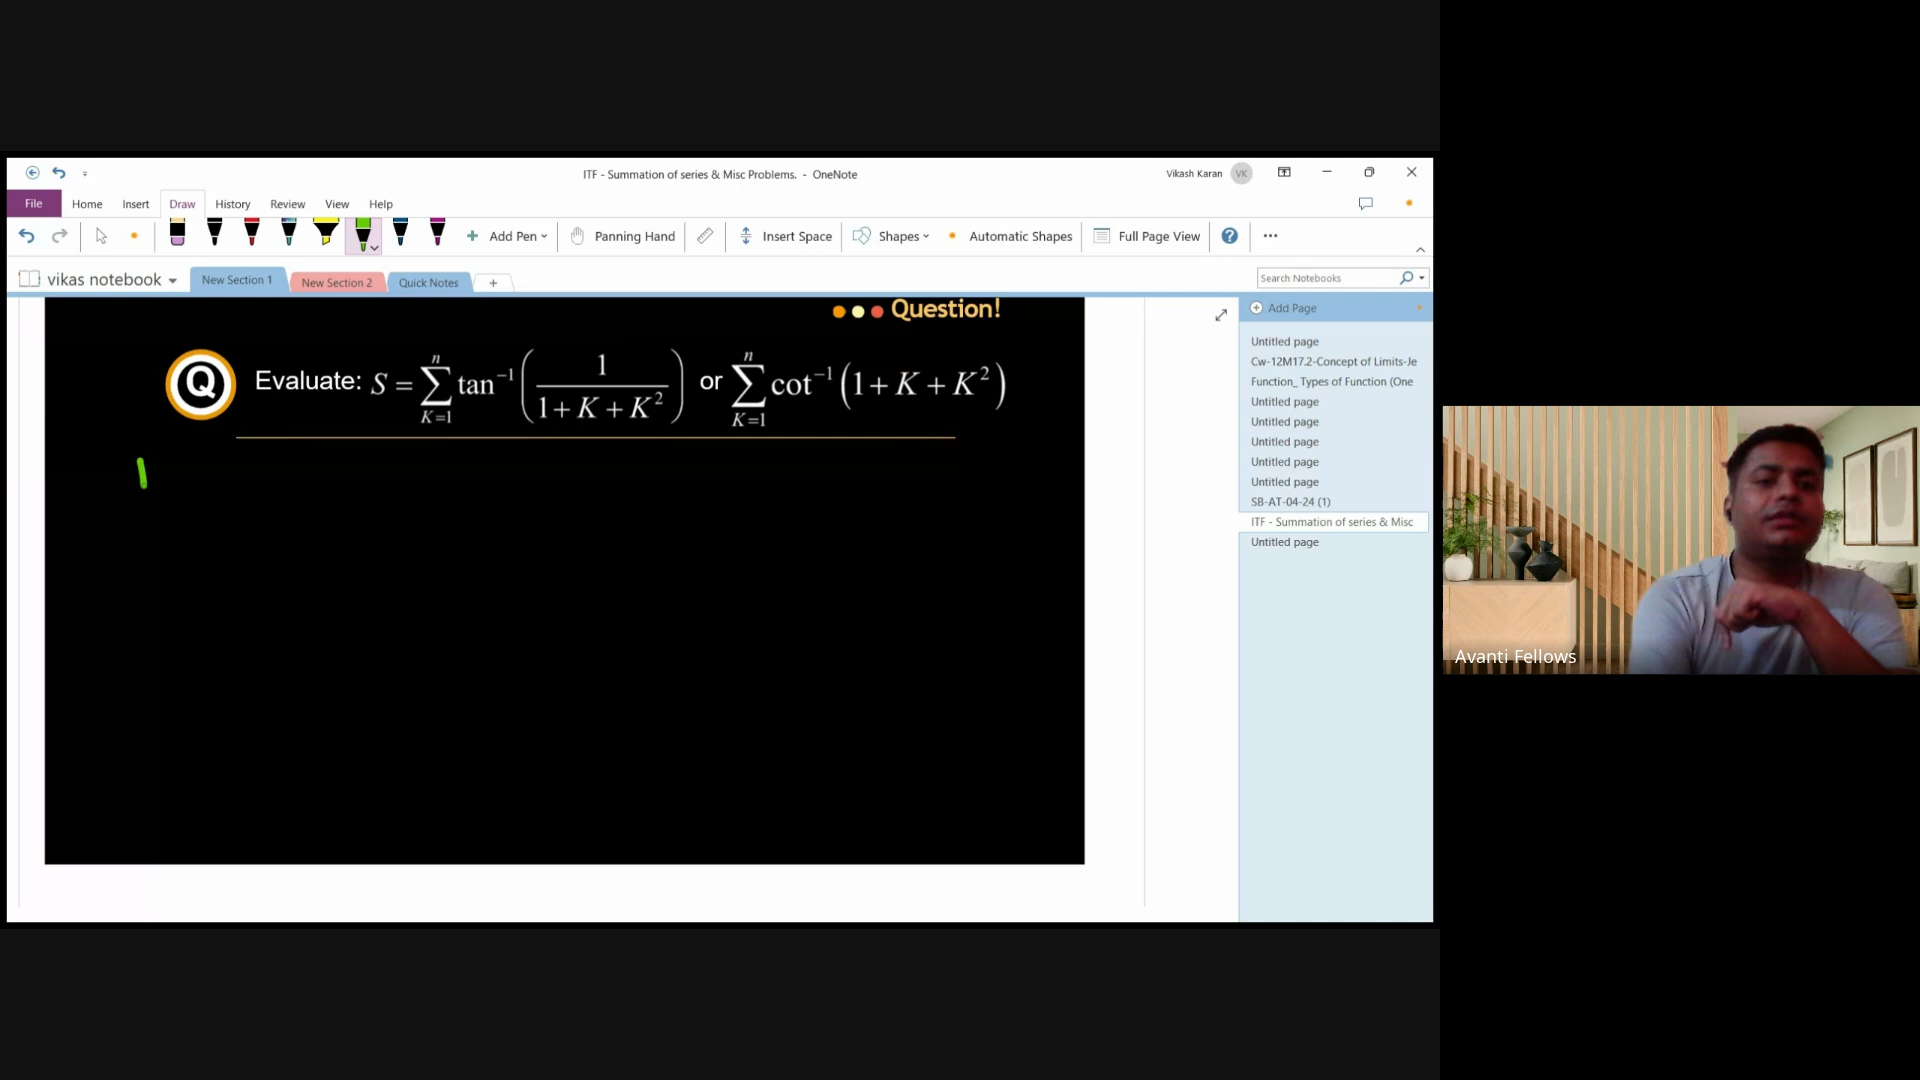 ITF - Summation of series & Misc Problems. - OneNote
Vikash Karan VK
File Home Insert Draw History Review View Help
Add Pen Panning Hand Insert Space Shapes Automatic Shapes Full Page View ? ...
vikas notebook New Section 1 New Section 2 Quick Notes + Search Notebooks
Question!
Q Evaluate: S = \sum_{K=1}^{n} \tan^{-1} \left( \frac{1}{1+K+K^2} \right) or \sum_{K=1}^{n} \cot^{-1} (1+K+K^2)
Add Page
Untitled page
Cw-12M17.2-Concept of Limits-Je
Function_ Types of Function (One
Untitled page
Untitled page
Untitled page
Untitled page
Untitled page
SB-AT-04-24 (1)
ITF - Summation of series & Misc
Untitled page
Avanti Fellows